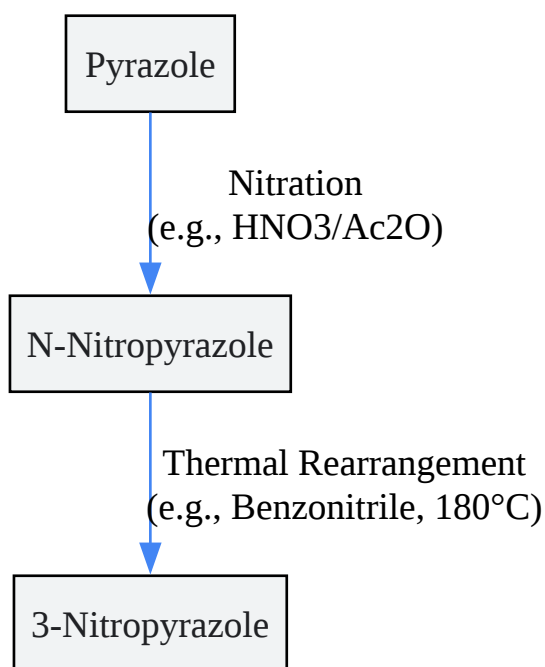 Pyrazole
Nitration
(e.g., HNO3/Ac2O)
N-Nitropyrazole
Thermal Rearrangement
(e.g., Benzonitrile, 180°C)
3-Nitropyrazole